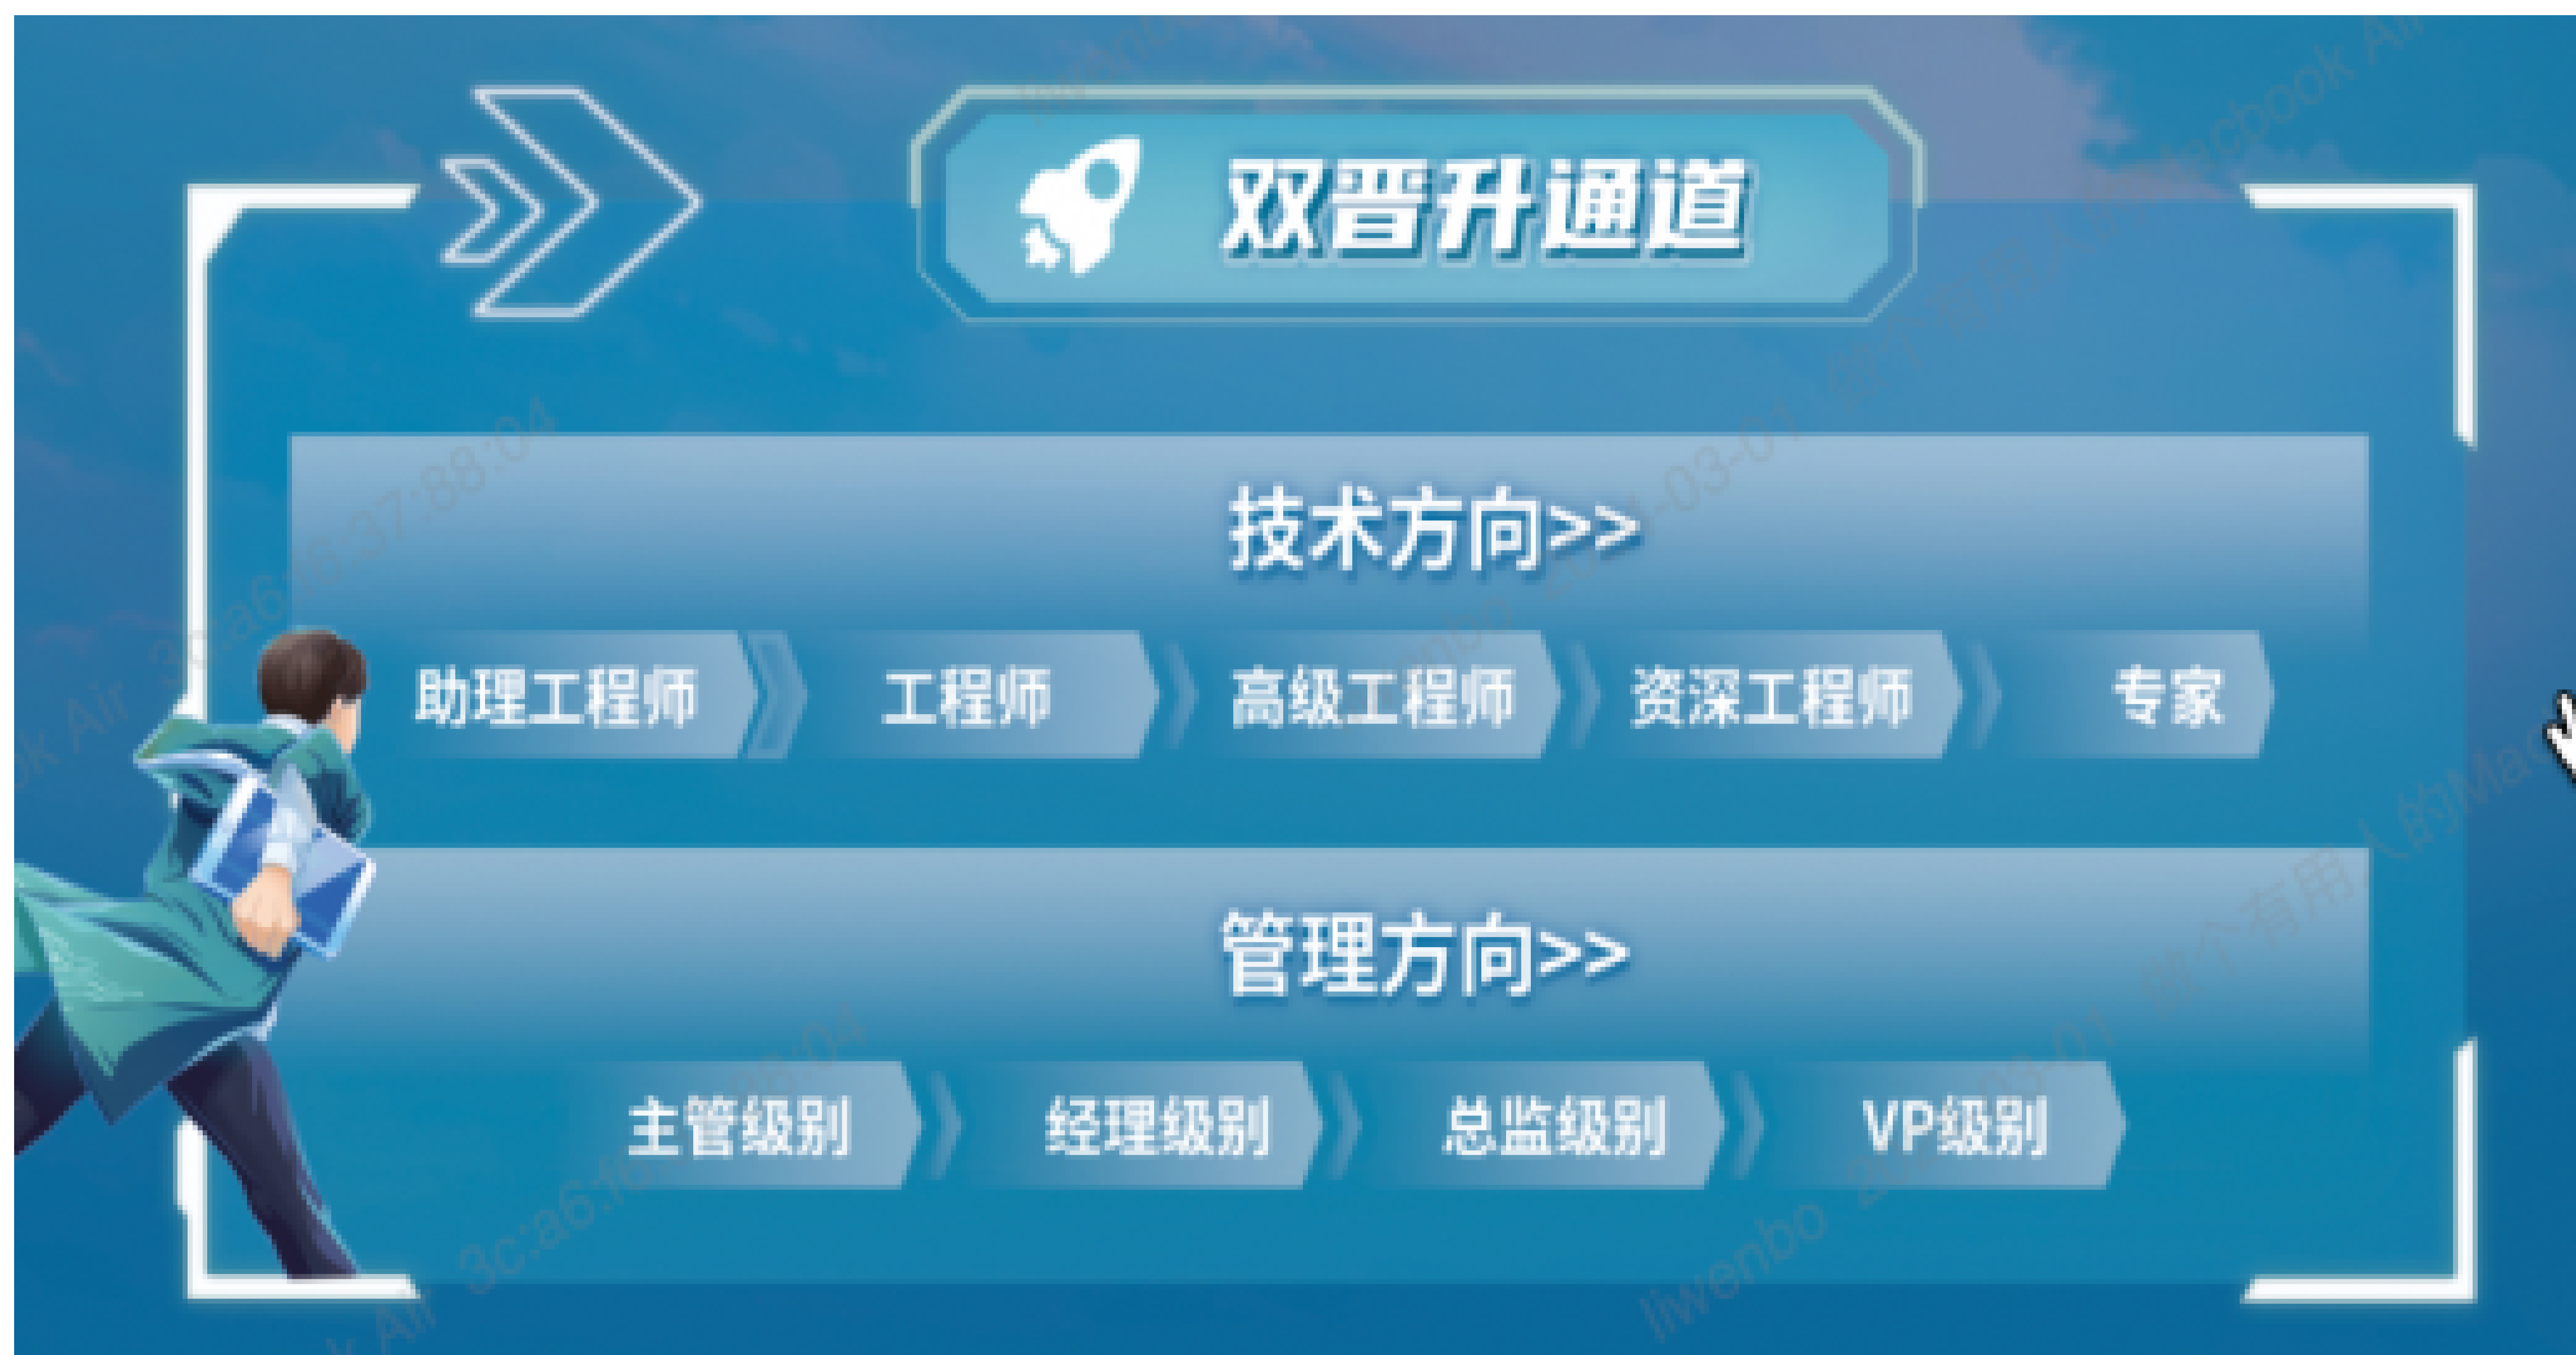 双晋升通道
技术方向>>
助理工程师 工程师 高级工程师 资深工程师 专家
管理方向>>
主管级别 经理级别 总监级别 VP级别